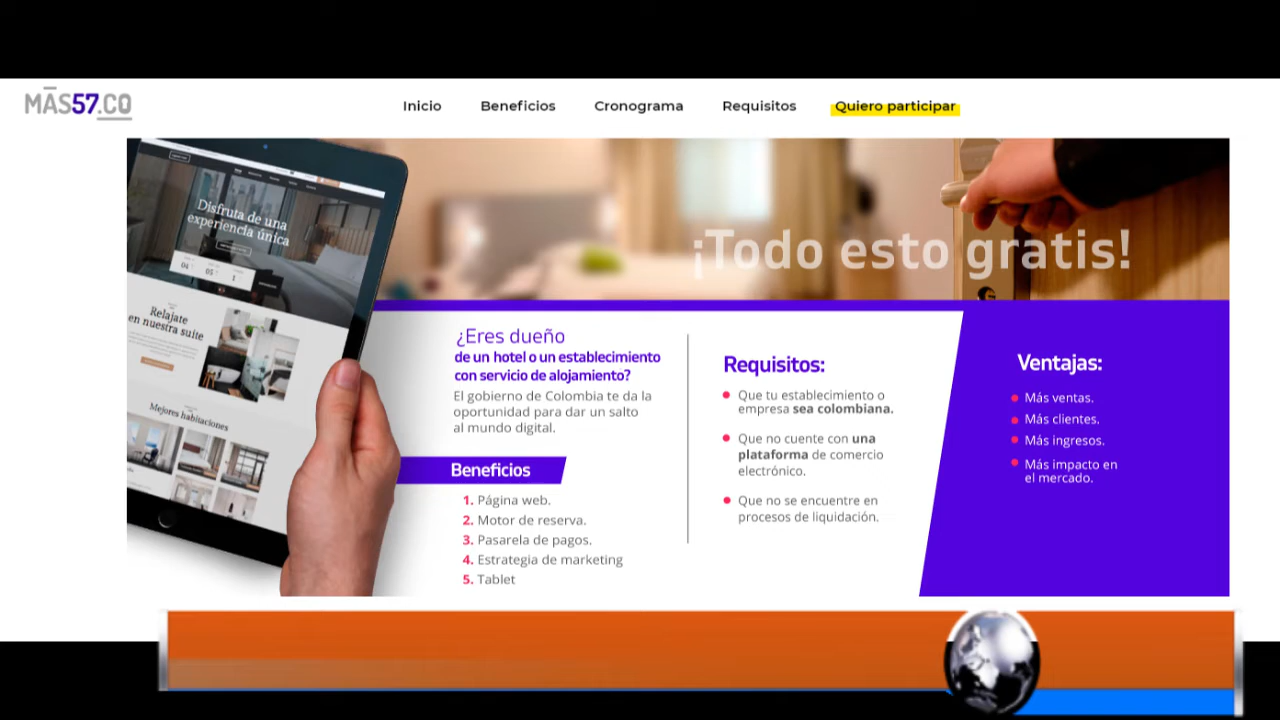 MÁS57.CO
Inicio
Beneficios
Cronograma
Requisitos
Quiero participar
Disfruta de una
experiencia única
Relajate
en nuestra suite
Mejores habitaciones
¡Todo esto gratis!
¿Eres dueño
de un hotel o un establecimiento
con servicio de alojamiento?
El gobierno de Colombia te da la
oportunidad para dar un salto
al mundo digital.
Beneficios
1. Página web.
2. Motor de reserva.
3. Pasarela de pagos.
4. Estrategia de marketing
5. Tablet
Requisitos:
Que tu establecimiento o
empresa sea colombiana.
Que no cuente con una
plataforma de comercio
electrónico.
Que no se encuentre en
procesos de liquidación.
Ventajas:
Más ventas.
Más clientes.
Más ingresos.
Más impacto en
el mercado.